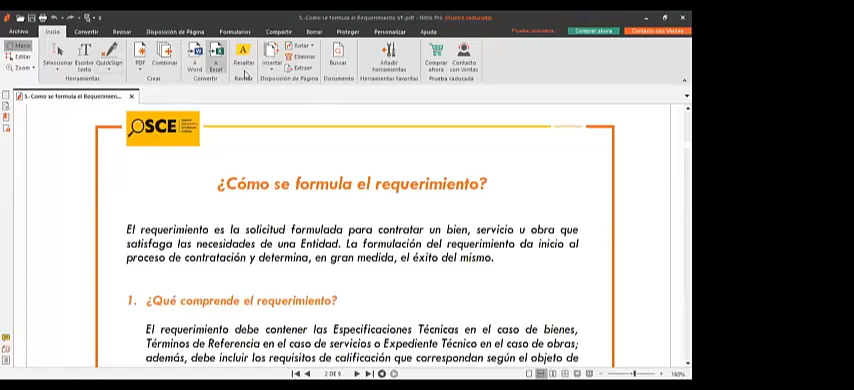 S.-Como se formula el Requerimiento VF.pdf - Nitro Pro (Prueba caducada)
Archivo Inicio Convertir Revisar Disposición de Página Formularios Compartir Borrar Proteger Personalizar Ayuda Prueba caducada Comprar ahora Contacto con Ventas
Mano
Editar
Zoom
Seleccionar Escribir texto QuickSign
Herramientas
PDF Combinar
Crear
A Word A Excel
Convertir
Resaltar
Revisar
Insertar Rotar
Eliminar
Extraer
Disposición de Página
Buscar
Documento
Añadir Herramientas
Herramientas favoritas
Comprar ahora Contacto con Ventas
Prueba caducada
S.-Como se formula el Requerimien...
OSCE
¿Cómo se formula el requerimiento?
El requerimiento es la solicitud formulada para contratar un bien, servicio u obra que
satisfaga las necesidades de una Entidad. La formulación del requerimiento da inicio al
proceso de contratación y determina, en gran medida, el éxito del mismo.
1. ¿Qué comprende el requerimiento?
El requerimiento debe contener las Especificaciones Técnicas en el caso de bienes,
Términos de Referencia en el caso de servicios o Expediente Técnico en el caso de obras;
además, debe incluir los requisitos de calificación que correspondan según el objeto de
2 DE 9
160%